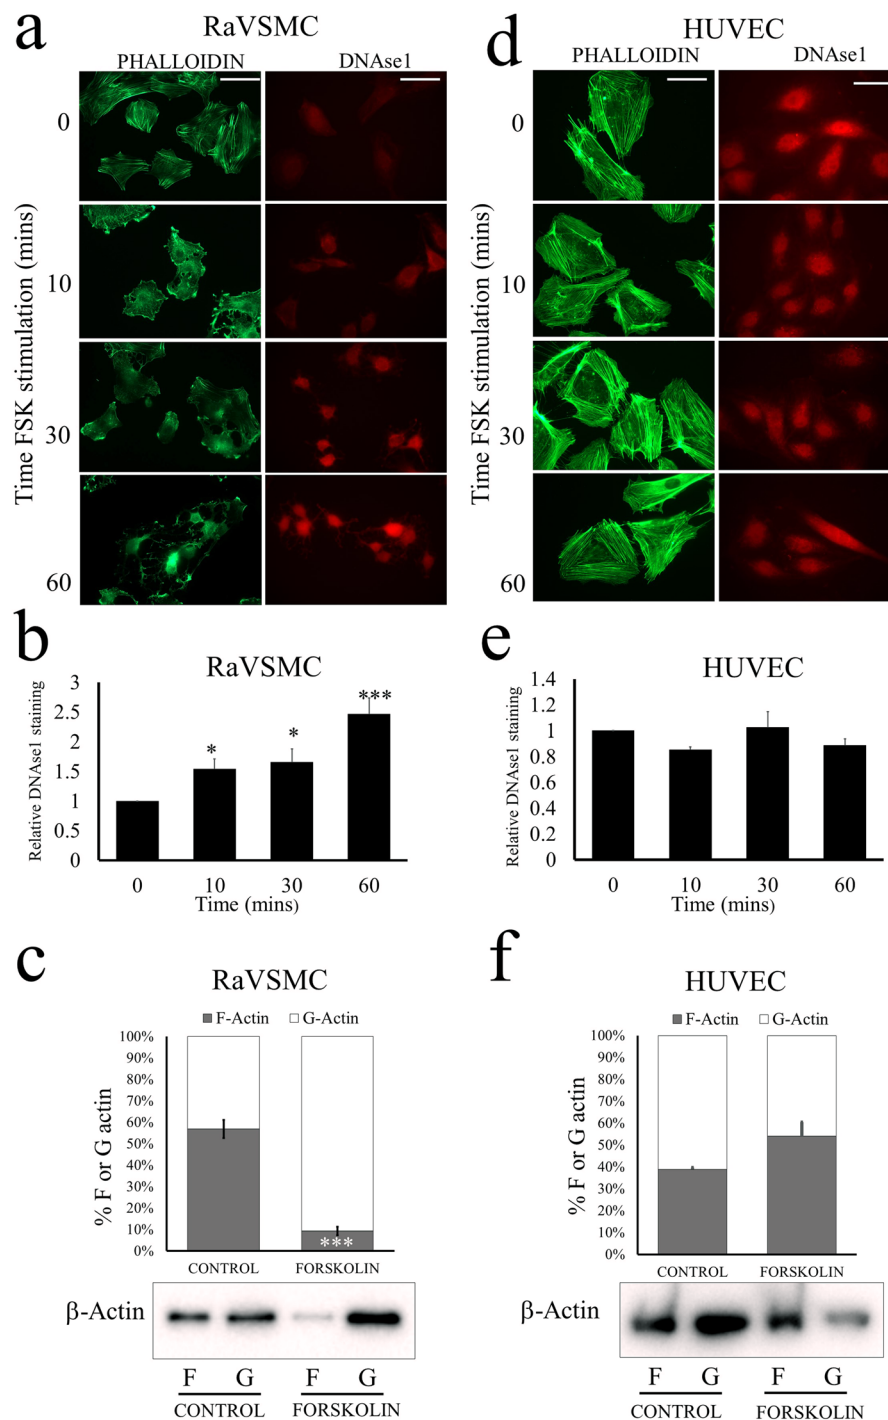 a
RaVSMC
PHALLOIDIN DNAse1
0
10
30
60
Time FSK stimulation (mins)
d
HUVEC
PHALLOIDIN DNAse1
0
10
30
60
Time FSK stimulation (mins)
b
RaVSMC
Relative DNAse1 staining
3
2.5
2
1.5
1
0.5
0
* * ***
0 10 30 60
Time (mins)
e
HUVEC
Relative DNAse1 staining
1.4
1.2
1
0.8
0.6
0.4
0.2
0
0 10 30 60
Time (mins)
c
RaVSMC
F-Actin G-Actin
% F or G actin
100%
90%
80%
70%
60%
50%
40%
30%
20%
10%
0%
***
CONTROL FORSKOLIN
β-Actin
F G F G
CONTROL FORSKOLIN
f
HUVEC
F-Actin G-Actin
% F or G actin
100%
90%
80%
70%
60%
50%
40%
30%
20%
10%
0%
CONTROL FORSKOLIN
β-Actin
F G F G
CONTROL FORSKOLIN